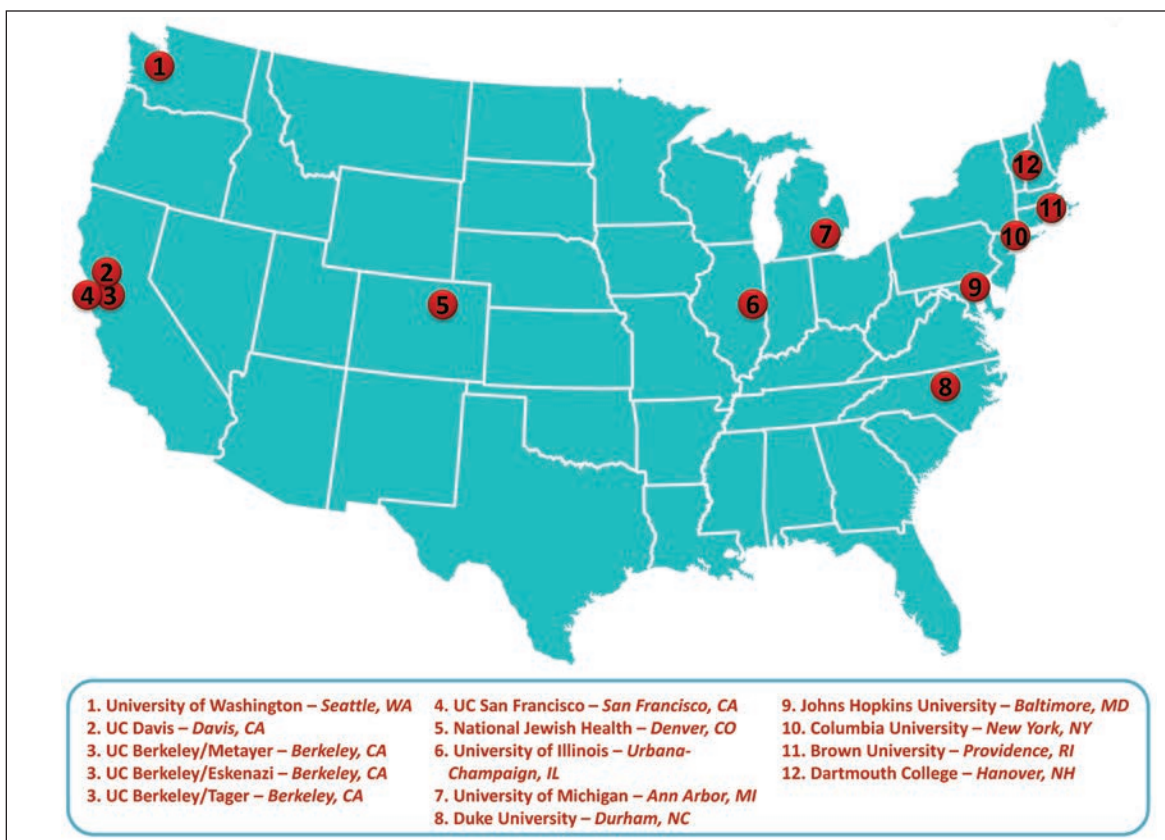 1
2
4
3
5
6
7
8
9
10
11
12
1. University of Washington – Seattle, WA
2. UC Davis – Davis, CA
3. UC Berkeley/Metayer – Berkeley, CA
3. UC Berkeley/Eskenazi – Berkeley, CA
3. UC Berkeley/Tager – Berkeley, CA
4. UC San Francisco – San Francisco, CA
5. National Jewish Health – Denver, CO
6. University of Illinois – Urbana-
Champaign, IL
7. University of Michigan – Ann Arbor, MI
8. Duke University – Durham, NC
9. Johns Hopkins University – Baltimore, MD
10. Columbia University – New York, NY
11. Brown University – Providence, RI
12. Dartmouth College – Hanover, NH